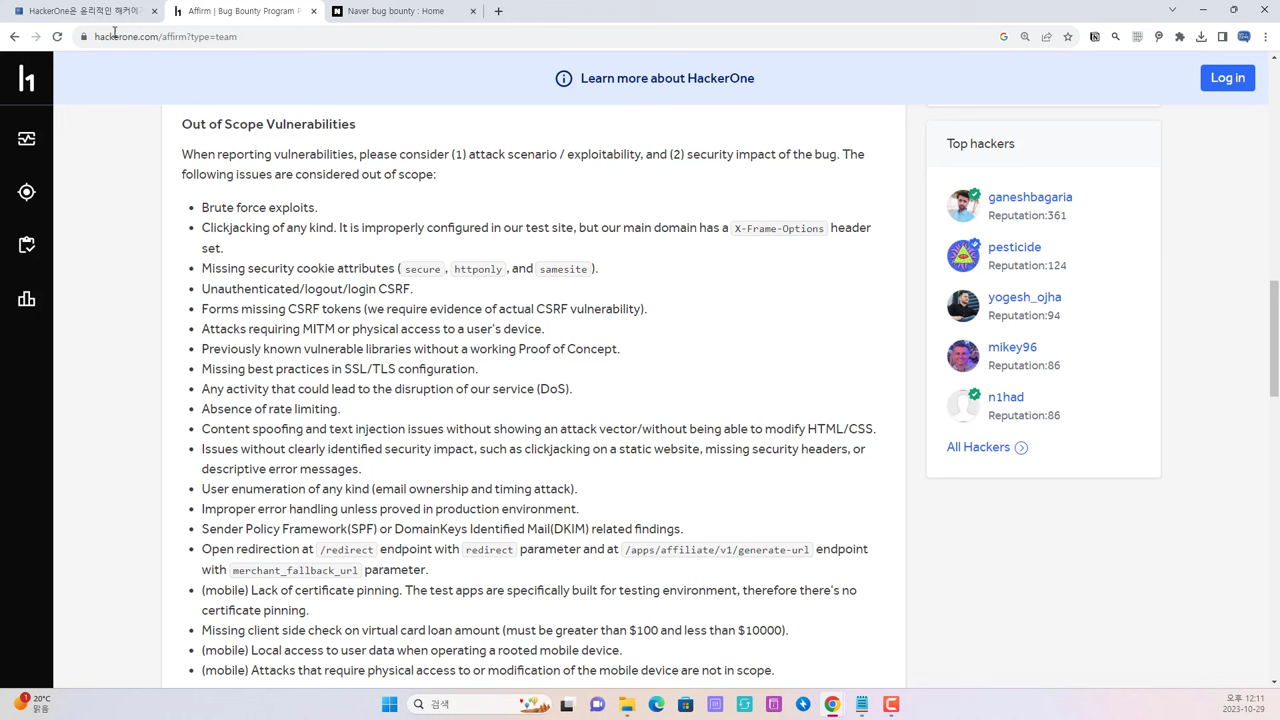 HackerOne은 윤리적인 해커이기
Affirm | Bug Bounty Program P
Naver bug bounty : Home
hackerone.com/affirm?type=team
Learn more about HackerOne
Log in
Out of Scope Vulnerabilities
When reporting vulnerabilities, please consider (1) attack scenario / exploitability, and (2) security impact of the bug. The
following issues are considered out of scope:
• Brute force exploits.
• Clickjacking of any kind. It is improperly configured in our test site, but our main domain has a X-Frame-Options header
set.
• Missing security cookie attributes ( secure , httponly, and samesite ).
• Unauthenticated/logout/login CSRF.
• Forms missing CSRF tokens (we require evidence of actual CSRF vulnerability).
• Attacks requiring MITM or physical access to a user's device.
• Previously known vulnerable libraries without a working Proof of Concept.
• Missing best practices in SSL/TLS configuration.
• Any activity that could lead to the disruption of our service (DoS).
• Absence of rate limiting.
• Content spoofing and text injection issues without showing an attack vector/without being able to modify HTML/CSS.
• Issues without clearly identified security impact, such as clickjacking on a static website, missing security headers, or
descriptive error messages.
• User enumeration of any kind (email ownership and timing attack).
• Improper error handling unless proved in production environment.
• Sender Policy Framework(SPF) or DomainKeys Identified Mail(DKIM) related findings.
• Open redirection at /redirect endpoint with redirect parameter and at /apps/affiliate/v1/generate-url endpoint
with merchant_fallback_url parameter.
• (mobile) Lack of certificate pinning. The test apps are specifically built for testing environment, therefore there's no
certificate pinning.
• Missing client side check on virtual card loan amount (must be greater than $100 and less than $10000).
• (mobile) Local access to user data when operating a rooted mobile device.
• (mobile) Attacks that require physical access to or modification of the mobile device are not in scope.
Top hackers
ganeshbagaria
Reputation:361
pesticide
Reputation:124
yogesh_ojha
Reputation:94
mikey96
Reputation:86
n1had
Reputation:86
All Hackers
1
20°C
맑음
검색
오후 12:11
2023-10-29